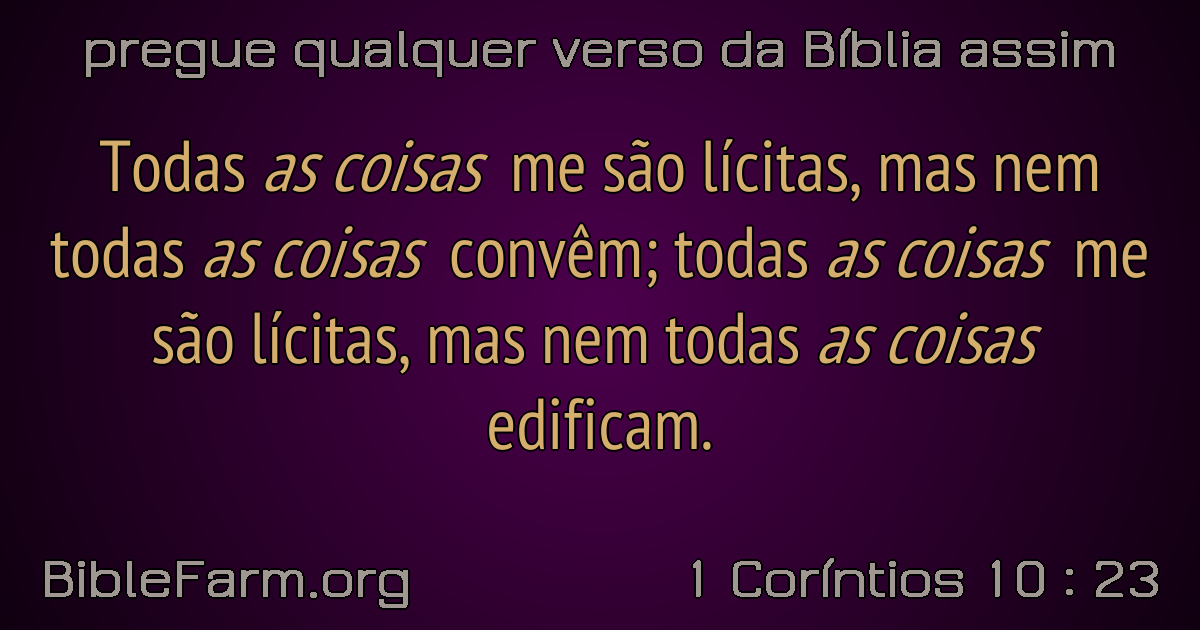 pregue qualquer verso da Bíblia assim
Todas as coisas me são lícitas, mas nem
todas as coisas convêm; todas as coisas me
são lícitas, mas nem todas as coisas
edificam.
BibleFarm.org
1 Coríntios 10 : 23